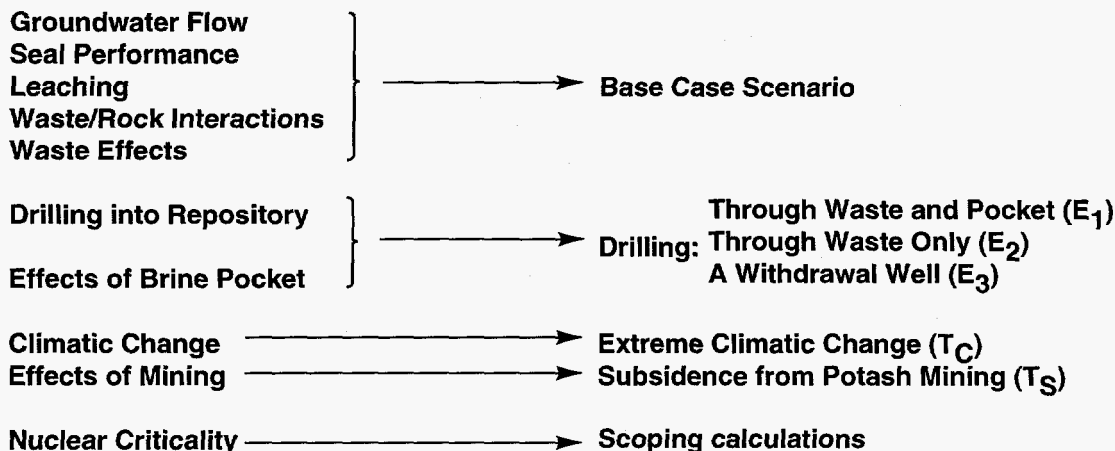 Groundwater Flow
Seal Performance
Leaching
Waste/Rock Interactions
Waste Effects
Base Case Scenario
Drilling into Repository
Effects of Brine Pocket
Drilling:
Through Waste and Pocket (E1)
Through Waste Only (E2)
A Withdrawal Well (E3)
Climatic Change
Extreme Climatic Change (TC)
Effects of Mining
Subsidence from Potash Mining (TS)
Nuclear Criticality
Scoping calculations